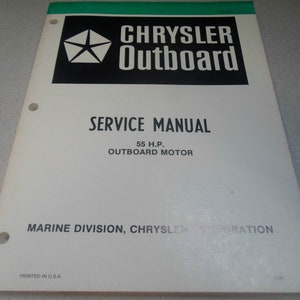 CHRYSLER
Outboard
SERVICE MANUAL
55 H.P.
OUTBOARD MOTOR
MARINE DIVISION, CHRYSLER CORPORATION
PRINTED IN U.S.A.